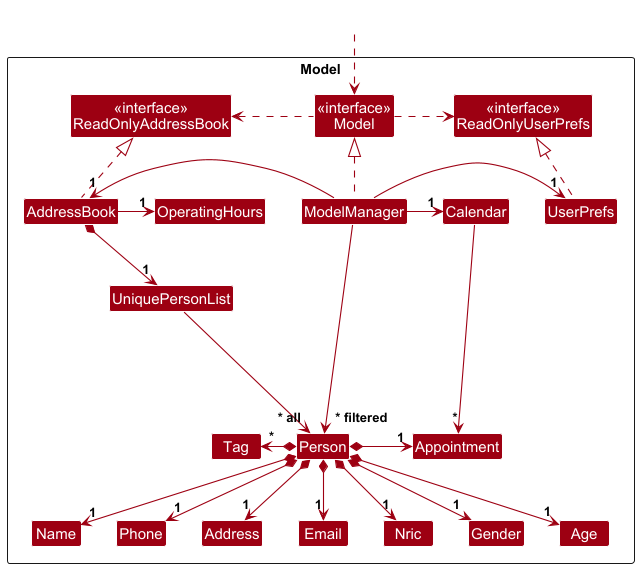 Model
«interface»
ReadOnlyAddressBook
«interface»
Model
«interface»
ReadOnlyUserPrefs
1
1
AddressBook
1
OperatingHours
ModelManager
1
Calendar
UserPrefs
1
UniquePersonList
* all
* filtered
*
Tag
*
Person
1
Appointment
1
1
1
1
1
1
1
Name
Phone
Address
Email
Nric
Gender
Age